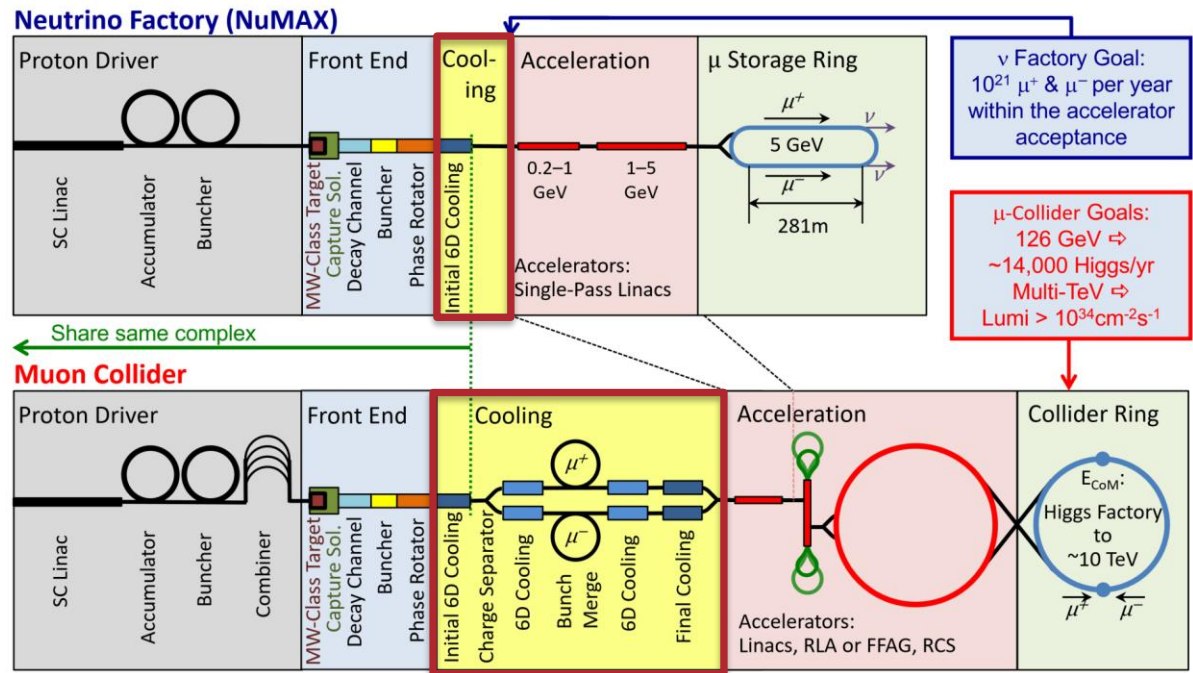 Neutrino Factory (NuMAX)
Proton Driver
Front End
Cool-
ing
Acceleration
μ Storage Ring
ν Factory Goal:
10²¹ μ⁺ & μ⁻ per year
within the accelerator
acceptance
μ⁺
ν
5 GeV
ν
μ⁻
281m
0.2–1
GeV
1–5
GeV
Accelerators:
Single-Pass Linacs
SC Linac
Accumulator
Buncher
MW-Class Target
Capture Sol.
Decay Channel
Buncher
Phase Rotator
Initial 6D Cooling
μ-Collider Goals:
126 GeV ⇨
~14,000 Higgs/yr
Multi-TeV ⇨
Lumi > 10³⁴cm⁻²s⁻¹
Share same complex
Muon Collider
Proton Driver
Front End
Cooling
Acceleration
Collider Ring
μ⁺
μ⁻
E_CoM:
Higgs Factory
to
~10 TeV
μ⁺ μ⁻
SC Linac
Accumulator
Buncher
Combiner
MW-Class Target
Capture Sol.
Decay Channel
Buncher
Phase Rotator
Initial 6D Cooling
Charge Separator
6D Cooling
Bunch
Merge
6D Cooling
Final Cooling
Accelerators:
Linacs, RLA or FFAG, RCS